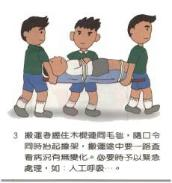 3 搬運者握住木棍連同毛毯，隨口令
同時抬起擔架，搬運途中要一路查
看病況有無變化。必要時予以緊急
處理，如：人工呼吸…。